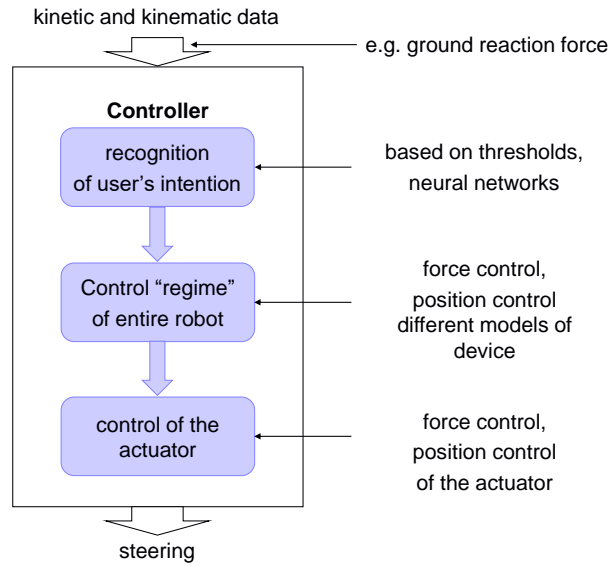 kinetic and kinematic data
e.g. ground reaction force
Controller
recognition
of user’s intention
based on thresholds,
neural networks
Control “regime”
of entire robot
force control,
position control
different models of
device
control of the
actuator
force control,
position control
of the actuator
steering